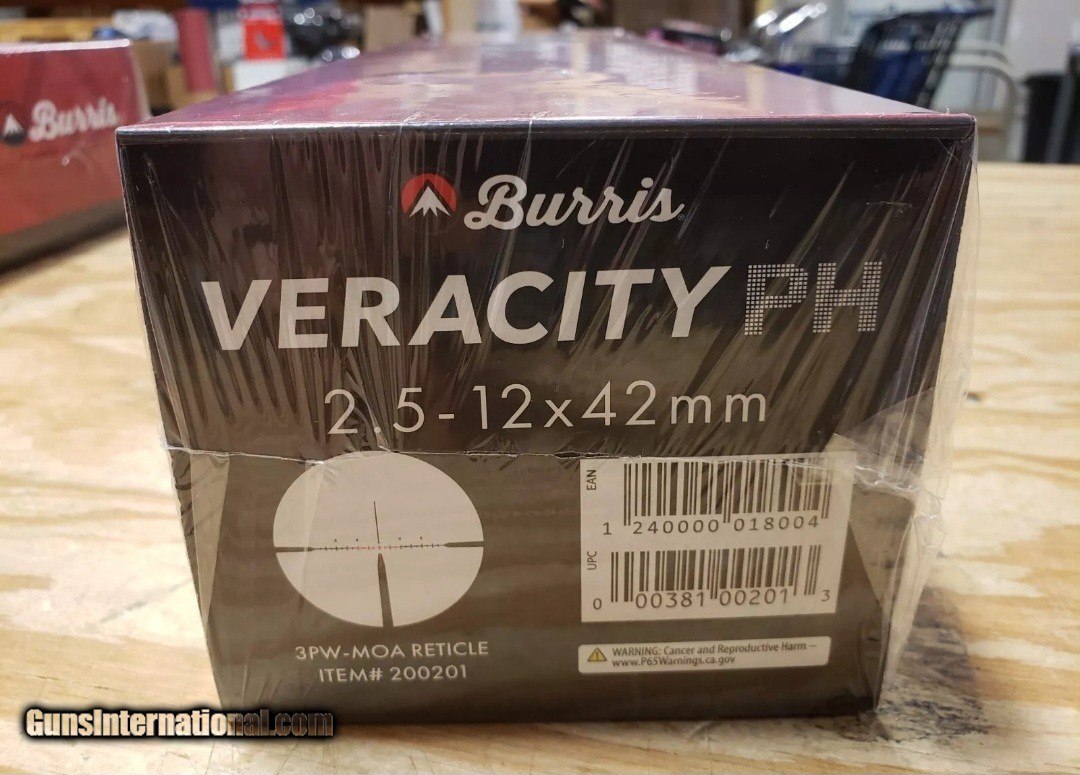 Burris
Burris
VERACITY PH
2.5-12x42mm
EAN
1 240000 018004
UPC
0 00381 00201 3
3PW-MOA RETICLE
ITEM# 200201
WARNING: Cancer and Reproductive Harm –
www.P65Warnings.ca.gov
GunsInternational.com